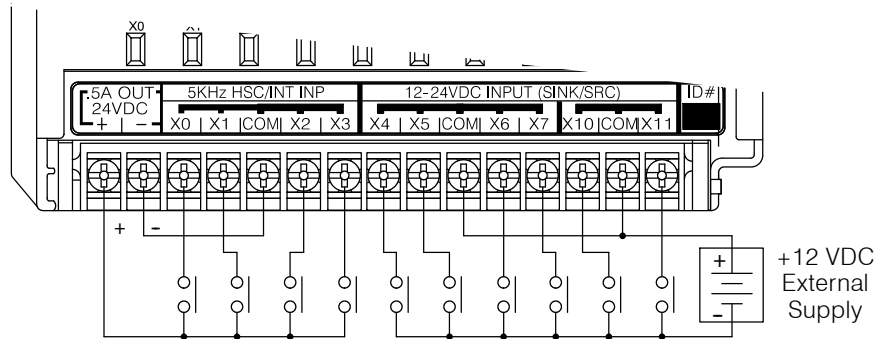 X0 X1
.5A OUT 5KHz HSC/INT INP 12-24VDC INPUT (SINK/SRC) ID#
24VDC
+ | - X0 | X1 |COM| X2 | X3 X4 | X5 |COM| X6 | X7 X10|COM|X11
+ -
+ +12 VDC
External
- Supply